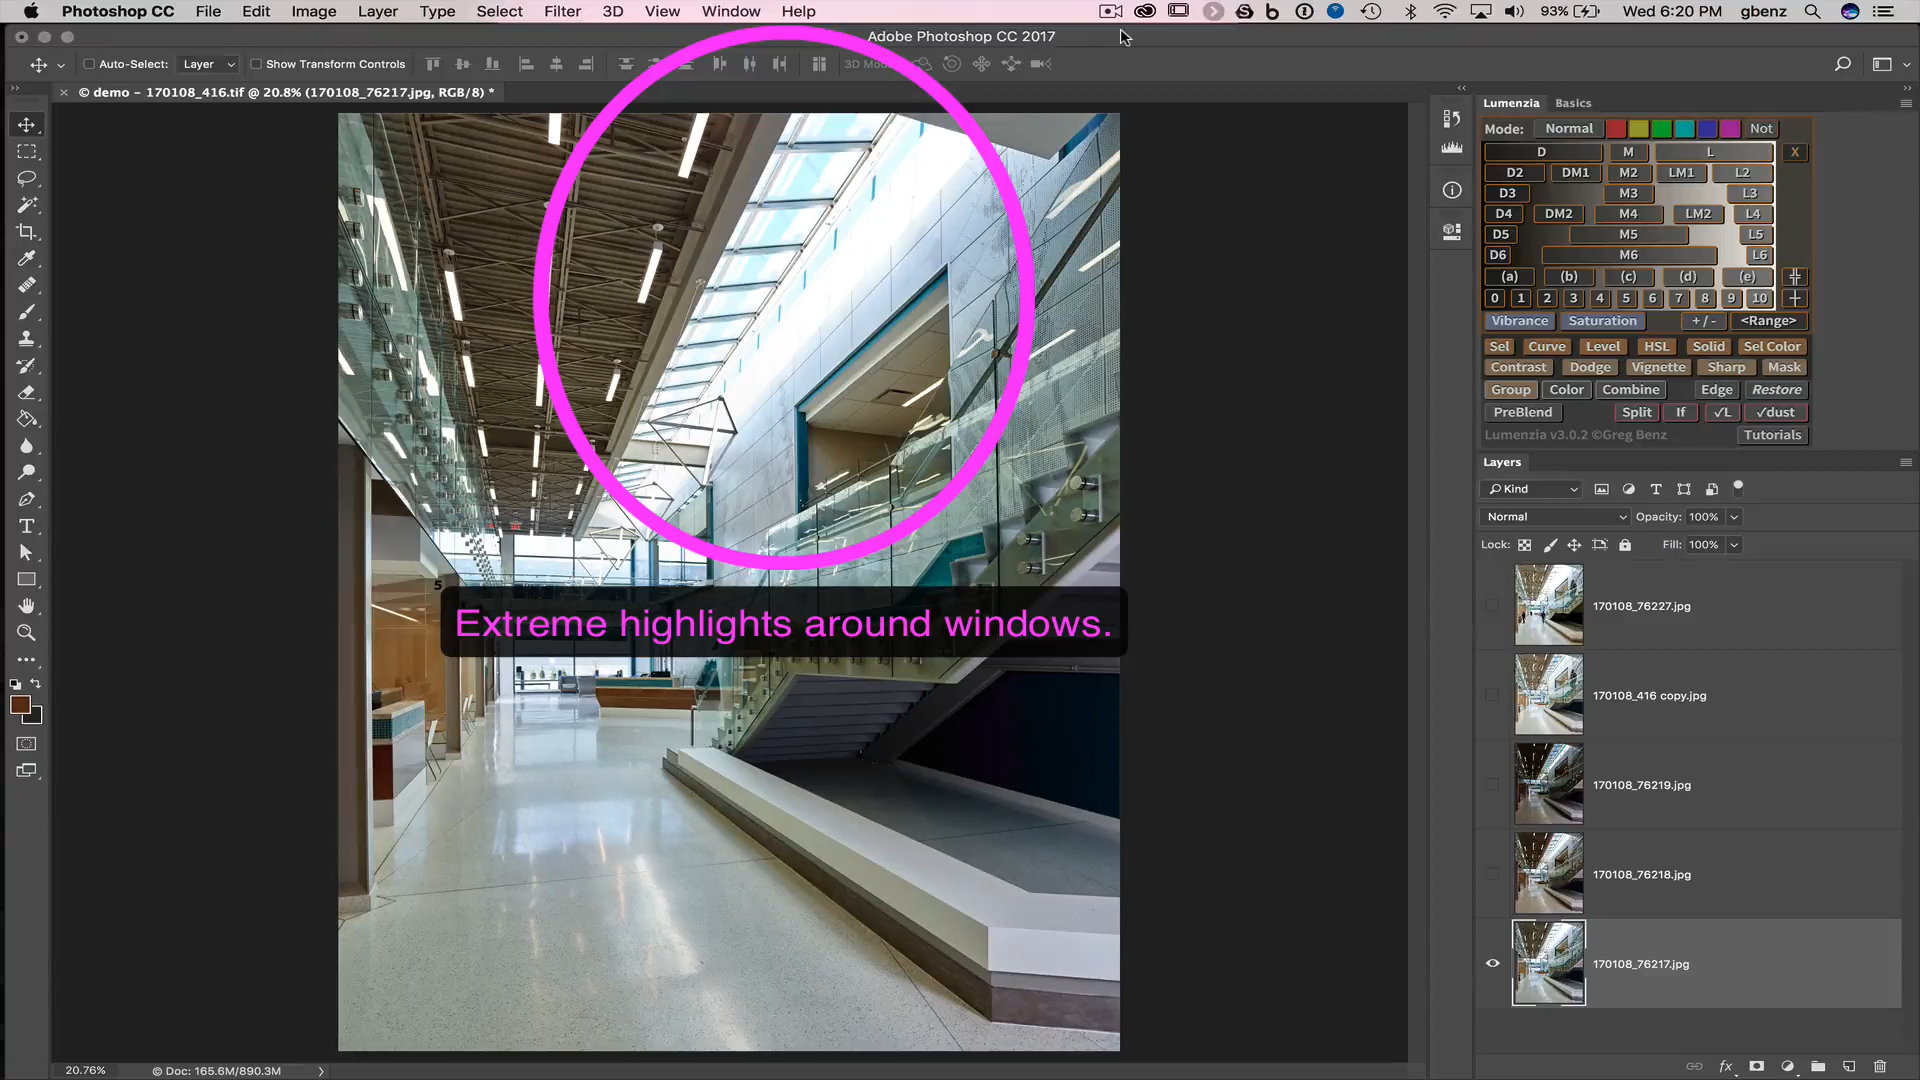 Photoshop CC File Edit Image Layer Type Select Filter 3D View Window Help 93% Wed 6:20 PM gbenz
Adobe Photoshop CC 2017
Auto-Select: Layer Show Transform Controls 3D Mo
× © demo - 170108_416.tif @ 20.8% (170108_76217.jpg, RGB/8) *
Extreme highlights around windows.
20.76% © Doc: 165.6M/890.3M
Lumenzia Basics
Mode: Normal Not
D M L X
D2 DM1 M2 LM1 L2
D3 M3 L3
D4 DM2 M4 LM2 L4
D5 M5 L5
D6 M6 L6
(a) (b) (c) (d) (e)
0 1 2 3 4 5 6 7 8 9 10
Vibrance Saturation +/- <Range>
Sel Curve Level HSL Solid Sel Color
Contrast Dodge Vignette Sharp Mask
Group Color Combine Edge Restore
PreBlend Split If √L √dust
Lumenzia v3.0.2 ©Greg Benz Tutorials
Layers
Kind
Normal Opacity: 100%
Lock: Fill: 100%
170108_76227.jpg
170108_416 copy.jpg
170108_76219.jpg
170108_76218.jpg
170108_76217.jpg
fx